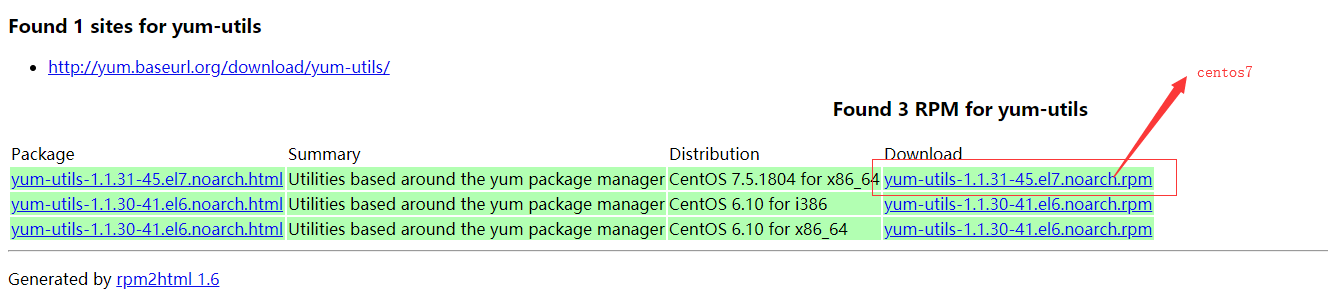 Found 1 sites for yum-utils
http://yum.baseurl.org/download/yum-utils/
centos7
Found 3 RPM for yum-utils
Package Summary Distribution Download
yum-utils-1.1.31-45.el7.noarch.html Utilities based around the yum package manager CentOS 7.5.1804 for x86_64 yum-utils-1.1.31-45.el7.noarch.rpm
yum-utils-1.1.30-41.el6.noarch.html Utilities based around the yum package manager CentOS 6.10 for i386 yum-utils-1.1.30-41.el6.noarch.rpm
yum-utils-1.1.30-41.el6.noarch.html Utilities based around the yum package manager CentOS 6.10 for x86_64 yum-utils-1.1.30-41.el6.noarch.rpm
Generated by rpm2html 1.6